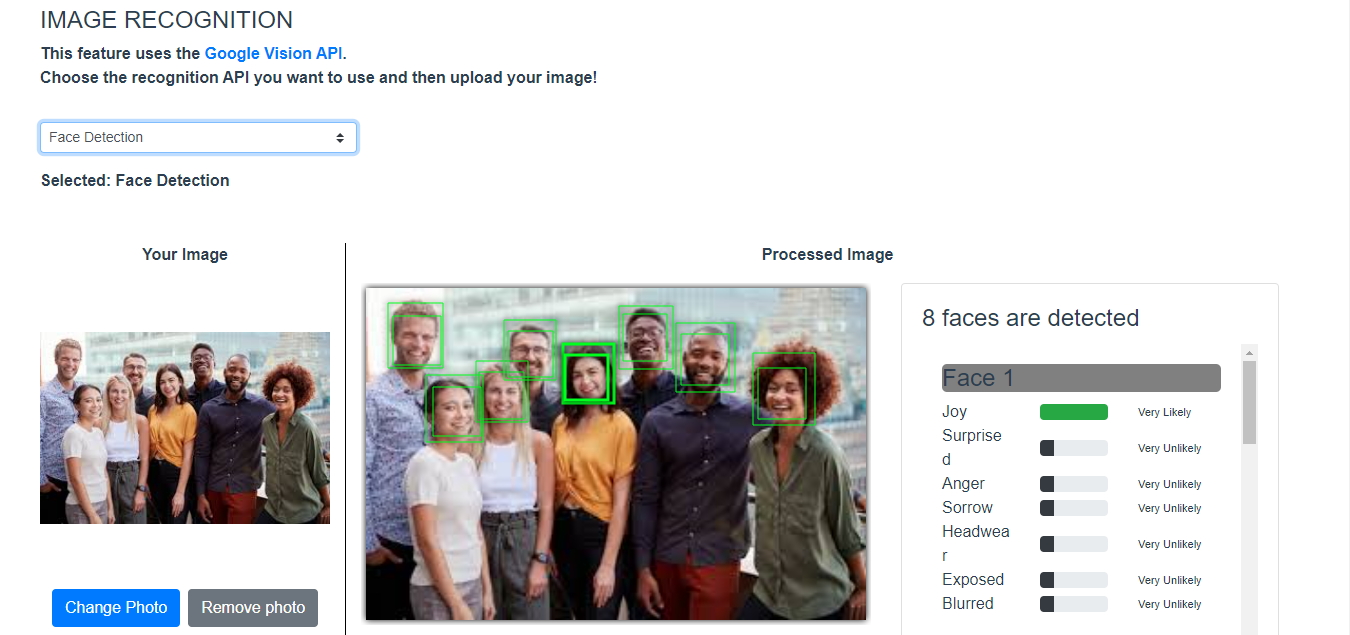 IMAGE RECOGNITION
This feature uses the Google Vision API.
Choose the recognition API you want to use and then upload your image!
Face Detection
Selected: Face Detection
Your Image
Processed Image
8 faces are detected
Face 1
Joy Very Likely
Surprise
d Very Unlikely
Anger Very Unlikely
Sorrow Very Unlikely
Headwea
r Very Unlikely
Exposed Very Unlikely
Blurred Very Unlikely
Change Photo Remove photo